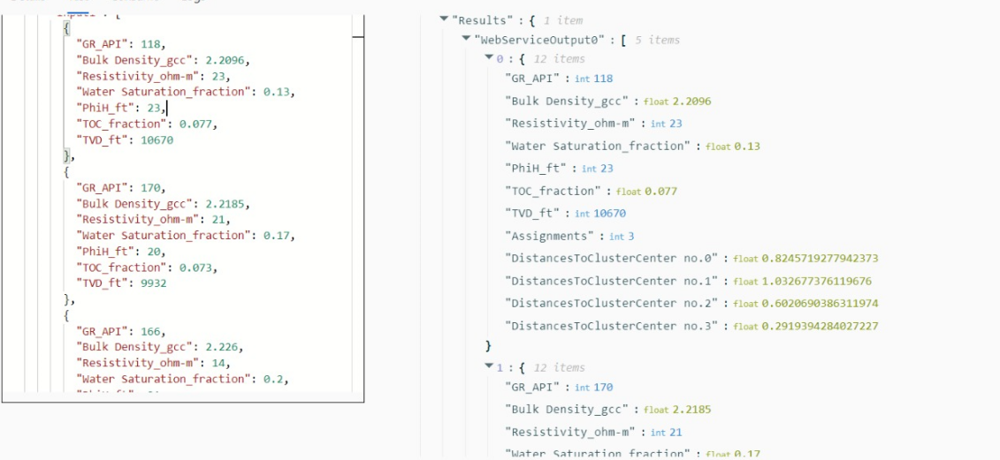 {
"GR_API": 118,
"Bulk Density_gcc": 2.2096,
"Resistivity_ohm-m": 23,
"Water Saturation_fraction": 0.13,
"PhiH_ft": 23,
"TOC_fraction": 0.077,
"TVD_ft": 10670
},
{
"GR_API": 170,
"Bulk Density_gcc": 2.2185,
"Resistivity_ohm-m": 21,
"Water Saturation_fraction": 0.17,
"PhiH_ft": 20,
"TOC_fraction": 0.073,
"TVD_ft": 9932
},
{
"GR_API": 166,
"Bulk Density_gcc": 2.226,
"Resistivity_ohm-m": 14,
"Water Saturation_fraction": 0.2,
"Results" : { 1 item
"WebServiceOutput0" : [ 5 items
0 : { 12 items
"GR_API" : int 118
"Bulk Density_gcc" : float 2.2096
"Resistivity_ohm-m" : int 23
"Water Saturation_fraction" : float 0.13
"PhiH_ft" : int 23
"TOC_fraction" : float 0.077
"TVD_ft" : int 10670
"Assignments" : int 3
"DistancesToClusterCenter no.0" : float 0.8245719277942373
"DistancesToClusterCenter no.1" : float 1.032677376119676
"DistancesToClusterCenter no.2" : float 0.6020690386311974
"DistancesToClusterCenter no.3" : float 0.2919394284027227
}
1 : { 12 items
"GR_API" : int 170
"Bulk Density_gcc" : float 2.2185
"Resistivity_ohm-m" : int 21
"Water Saturation_fraction" : float 0.17